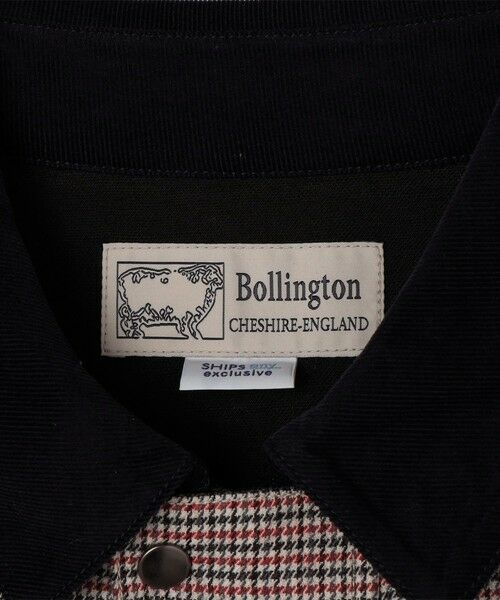 Bollington
CHESHIRE-ENGLAND
SHIPS any
exclusive